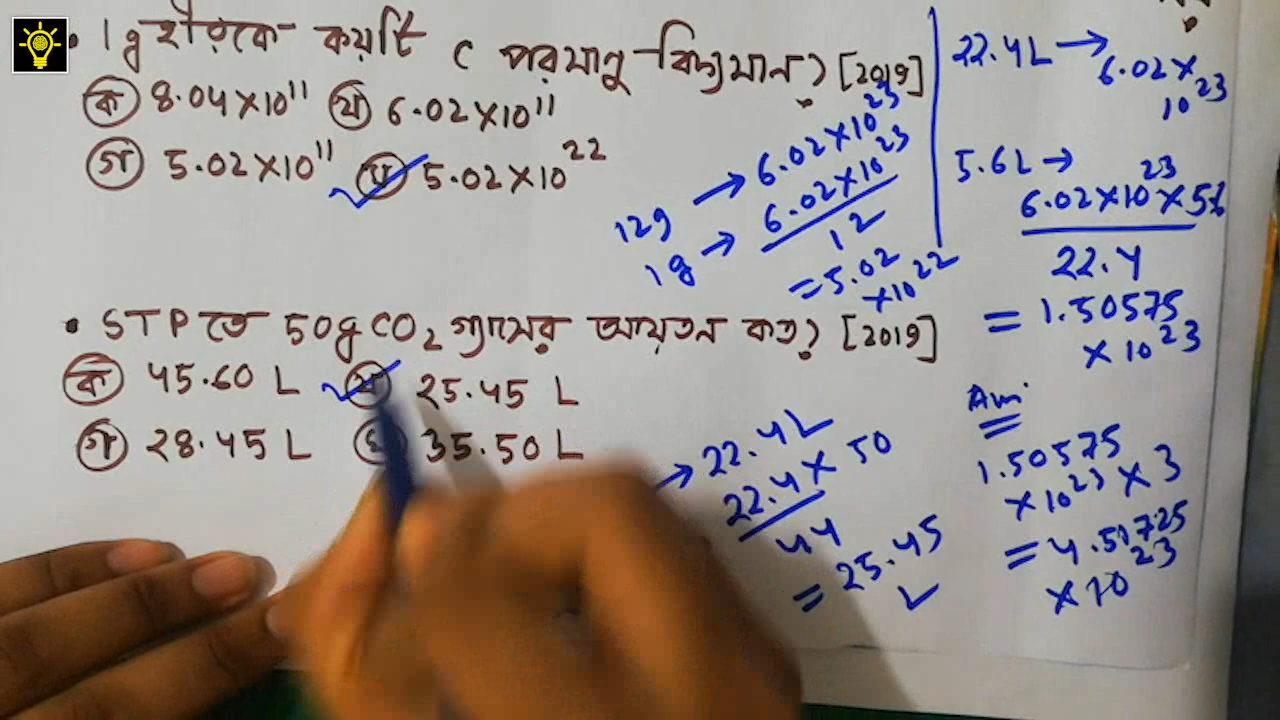 • 1g হীরকে কয়টি C পরমানু বিদ্যমান? [2019]
ক 8.04×10¹¹ খ 6.02×10¹¹
গ 5.02×10¹¹ ঘ 5.02×10²²
12g → 6.02×10²³
1g → 6.02×10²³
12
= 5.02
×10²²
• STP তে 50g CO₂ গ্যাসের আয়তন কত? [2019]
ক 45.60 L খ 25.45 L
গ 28.45 L ঘ 35.50 L
→ 22.4L
22.4 × 50
44
= 25.45
L
22.4L → 6.02×
10²³
5.6L →
6.02×10²³×5.6
22.4
= 1.50575
×10²³
Ans
1.50575
×10²³ × 3
= 4.51725
×10²³